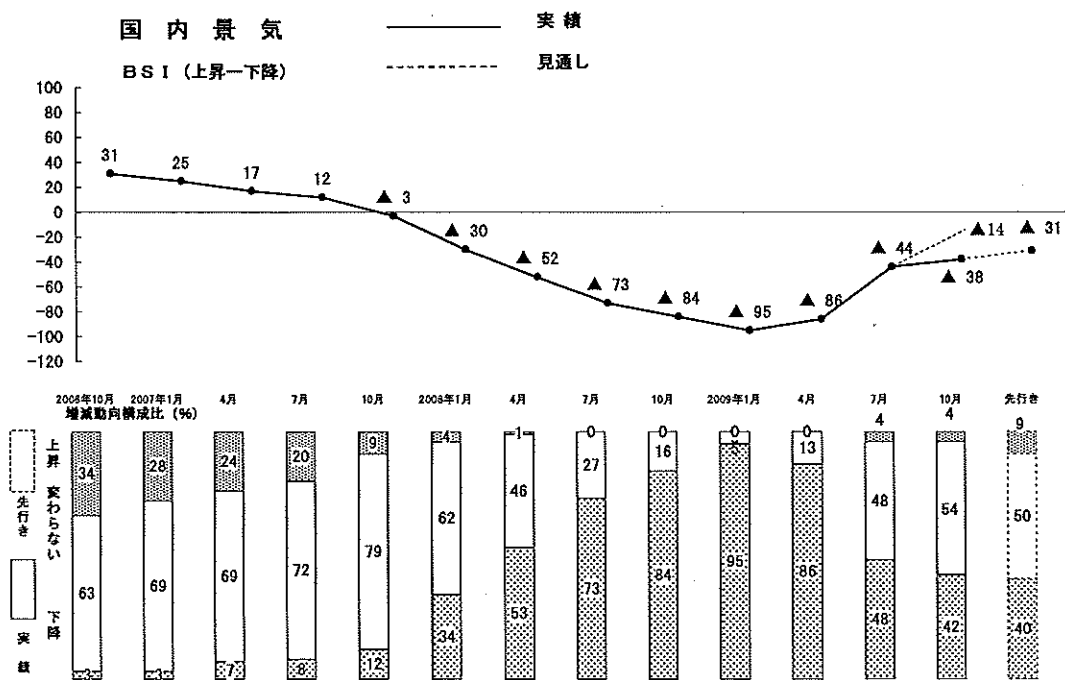 国内景気
実績
BSI (上昇ー下降)
見通し
100
80
60
40
20
0
-20
-40
-60
-80
-100
-120
31
25
17
12
▲ 3
▲ 30
▲ 52
▲ 73
▲ 84
▲ 95
▲ 86
▲ 44
▲ 14
▲ 38
▲ 31
2006年10月 2007年1月 4月 7月 10月 2008年1月 4月 7月 10月 2009年1月 4月 7月 10月 先行き
増減動向構成比 (%)
上昇 変わらない 下降
先行き
実績
34 28 24 20 9 4 1 0 0 0 0 4 4 9
63 69 69 72 79 62 46 27 16 5 13 48 54 50
3 3 7 8 12 34 53 73 84 95 86 48 42 40